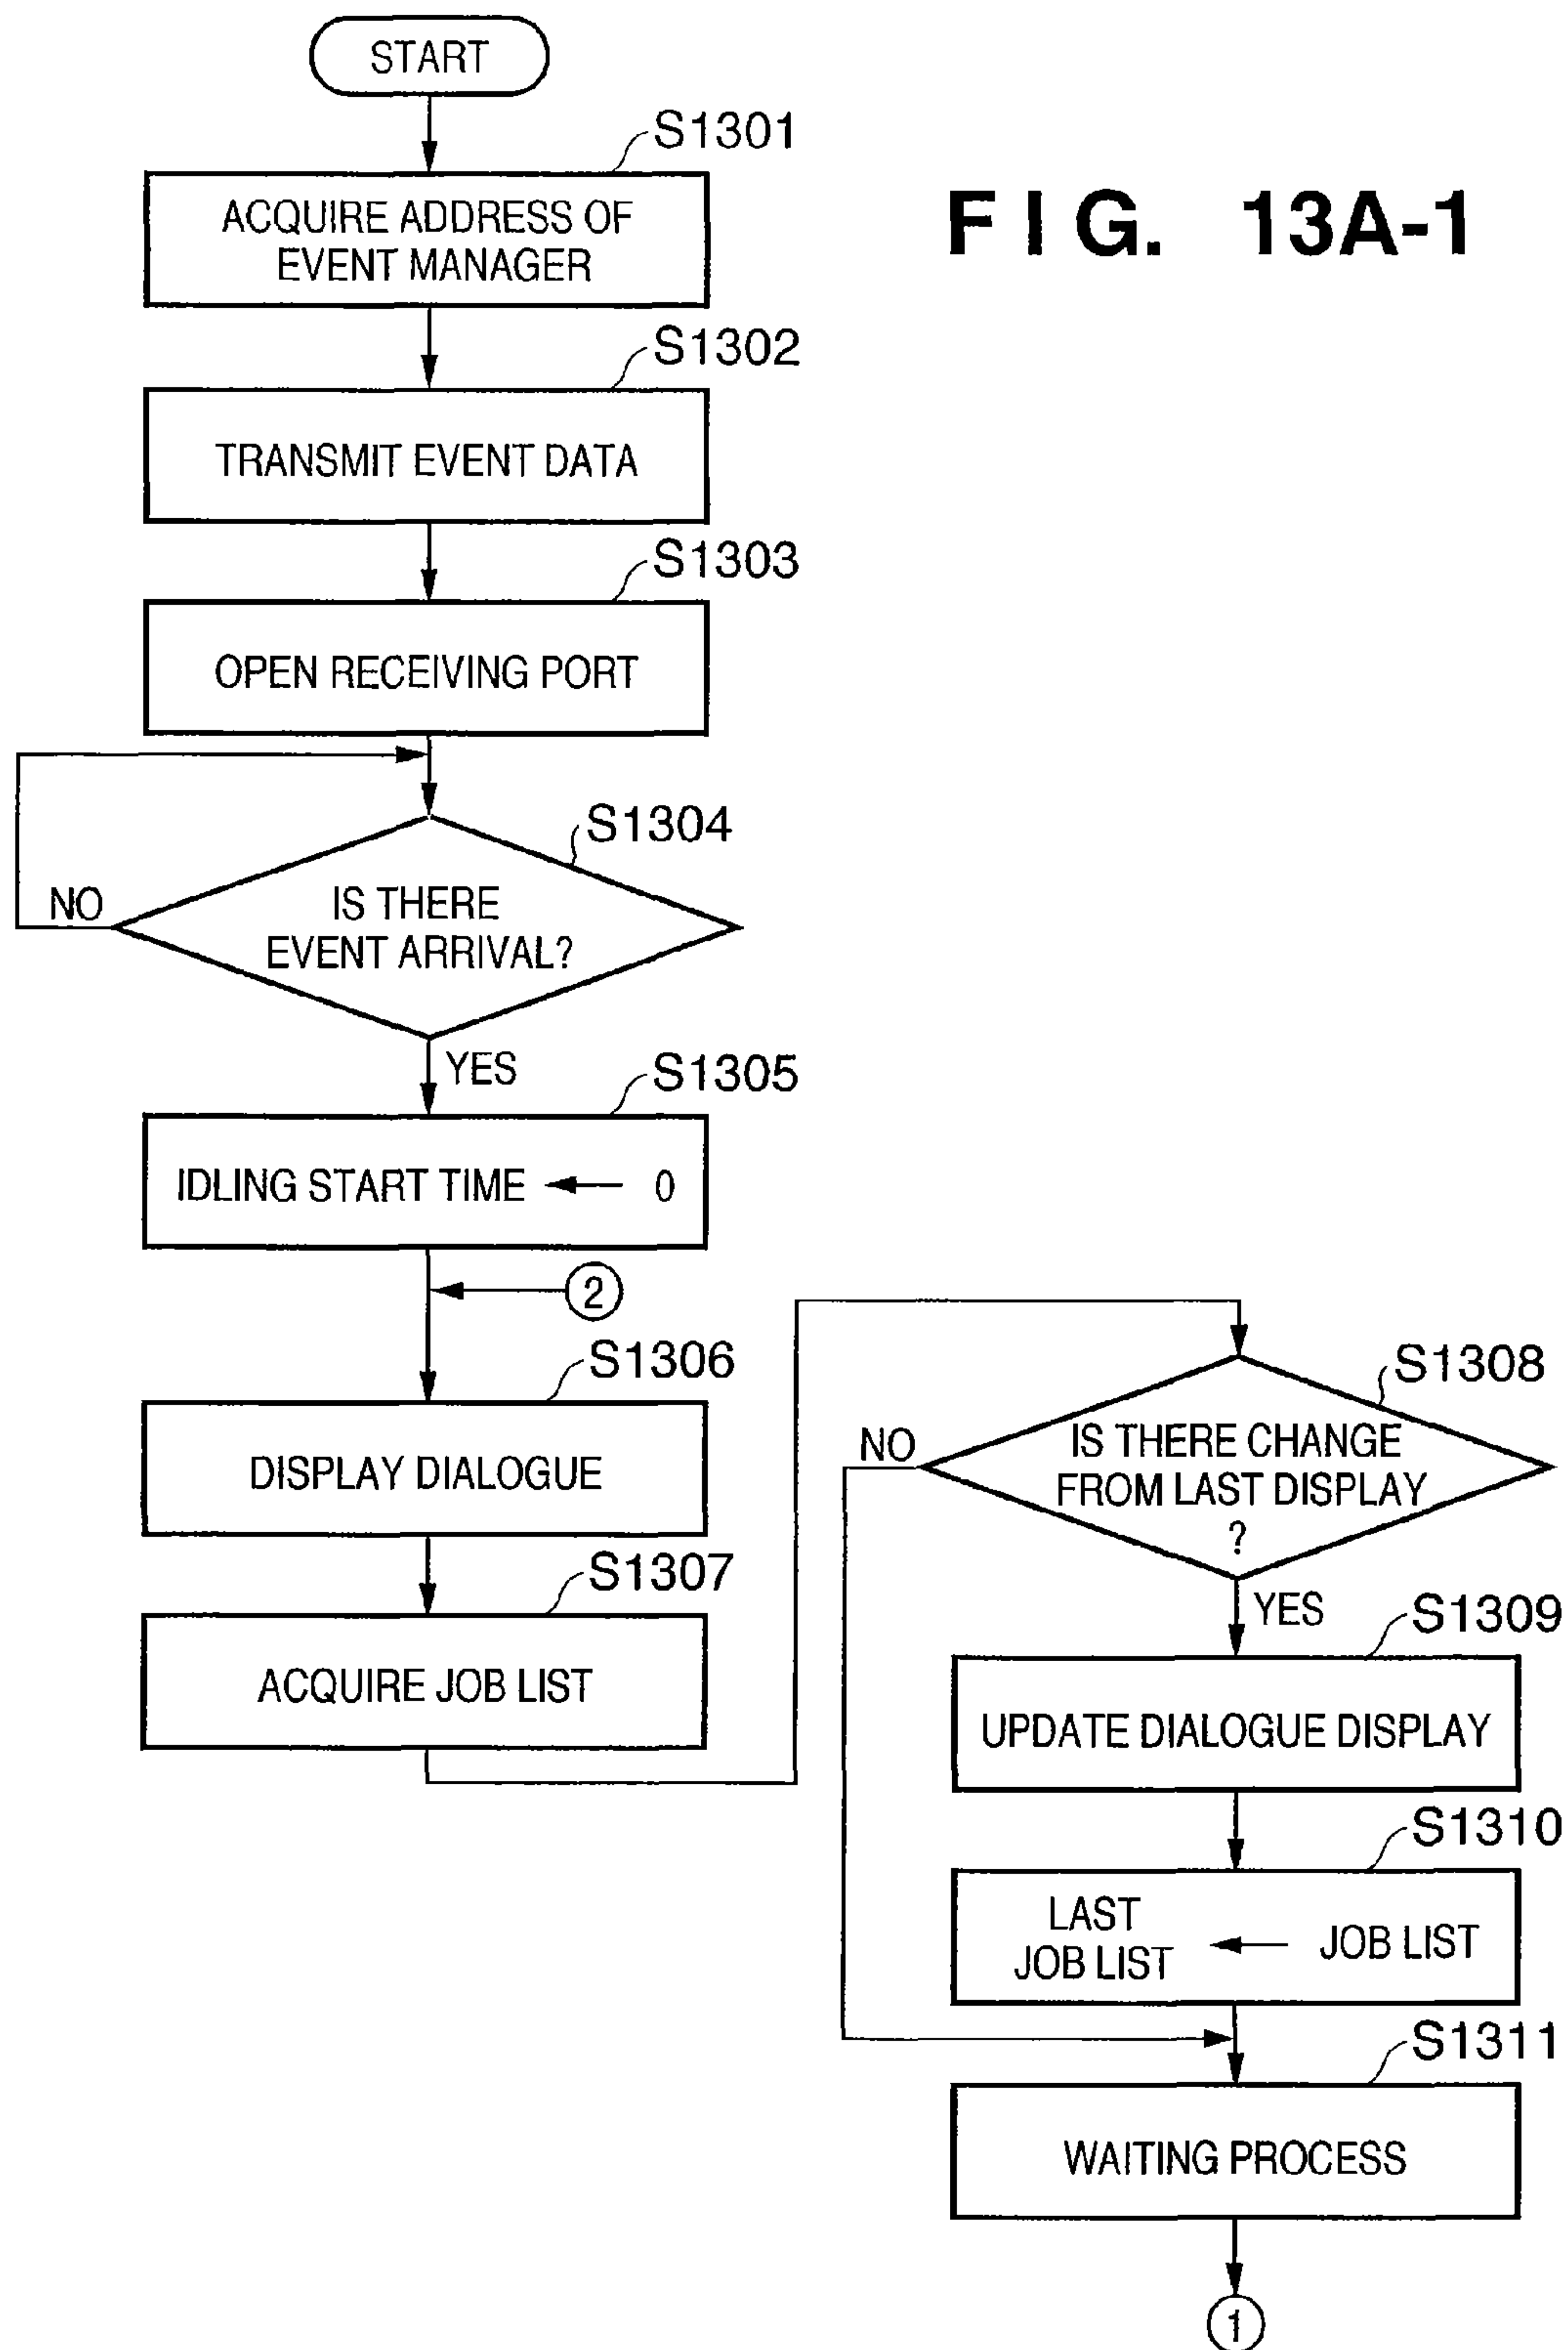 START
S1301
FIG. 13A-1
ACQUIRE ADDRESS OF
EVENT MANAGER
S1302
TRANSMIT EVENT DATA
S1303
OPEN RECEIVING PORT
S1304
NO
IS THERE
EVENT ARRIVAL?
YES
S1305
IDLING START TIME ← 0
2
S1306
DISPLAY DIALOGUE
S1307
ACQUIRE JOB LIST
S1308
NO
IS THERE CHANGE
FROM LAST DISPLAY
?
YES
S1309
UPDATE DIALOGUE DISPLAY
S1310
LAST
JOB LIST ← JOB LIST
S1311
WAITING PROCESS
1